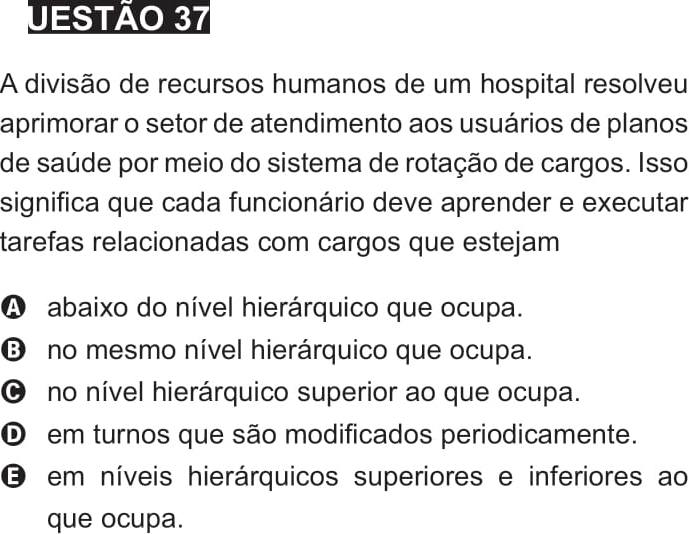 UESTÃO 37
A divisão de recursos humanos de um hospital resolveu
aprimorar o setor de atendimento aos usuários de planos
de saúde por meio do sistema de rotação de cargos. Isso
significa que cada funcionário deve aprender e executar
tarefas relacionadas com cargos que estejam
A abaixo do nível hierárquico que ocupa.
B no mesmo nível hierárquico que ocupa.
C no nível hierárquico superior ao que ocupa.
D em turnos que são modificados periodicamente.
E em níveis hierárquicos superiores e inferiores ao
que ocupa.